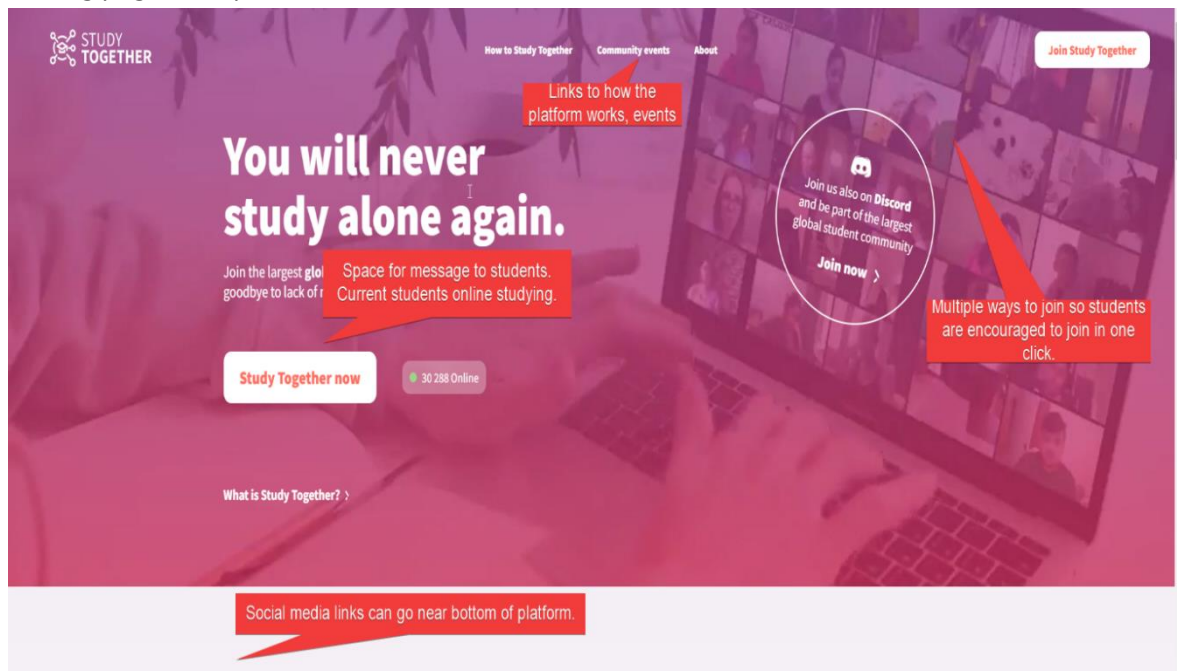 STUDY
TOGETHER
How to Study Together
Community events
About
Join Study Together
Links to how the
platform works, events
You will never
study alone again.
Join us also on Discord
and be part of the largest
global student community
Join now
Join the largest
goodbye to lack of
Space for message to students.
Current students online studying.
Multiple ways to join so students
are encouraged to join in one
click.
Study Together now
30 288 Online
What is Study Together?
Social media links can go near bottom of platform.